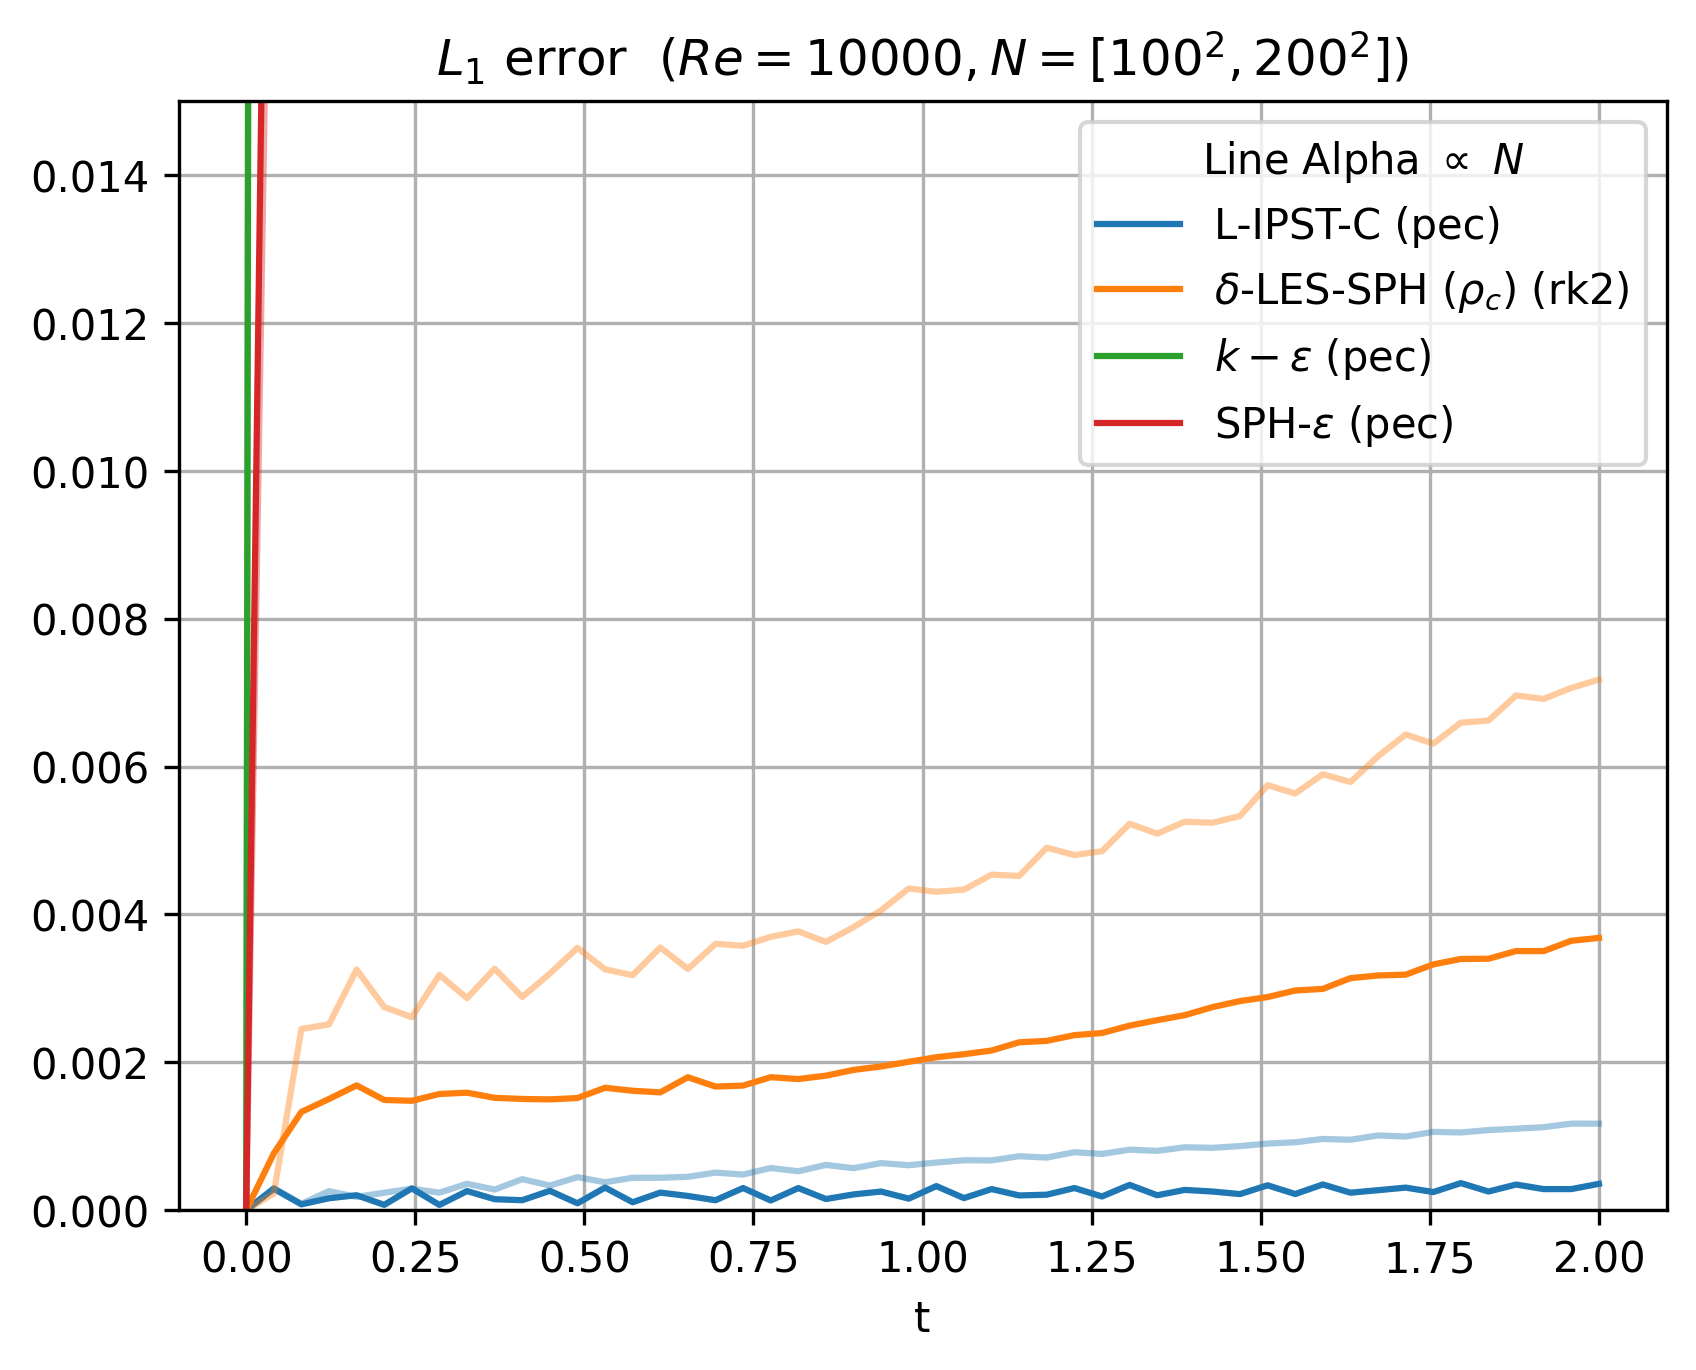 L₁ error (Re = 10000, N = [100², 200²])
0.014
0.012
0.010
0.008
0.006
0.004
0.002
0.000
Line Alpha ∝ N
L-IPST-C (pec)
δ-LES-SPH (ρ_c) (rk2)
k − ε (pec)
SPH-ε (pec)
0.00 0.25 0.50 0.75 1.00 1.25 1.50 1.75 2.00
t